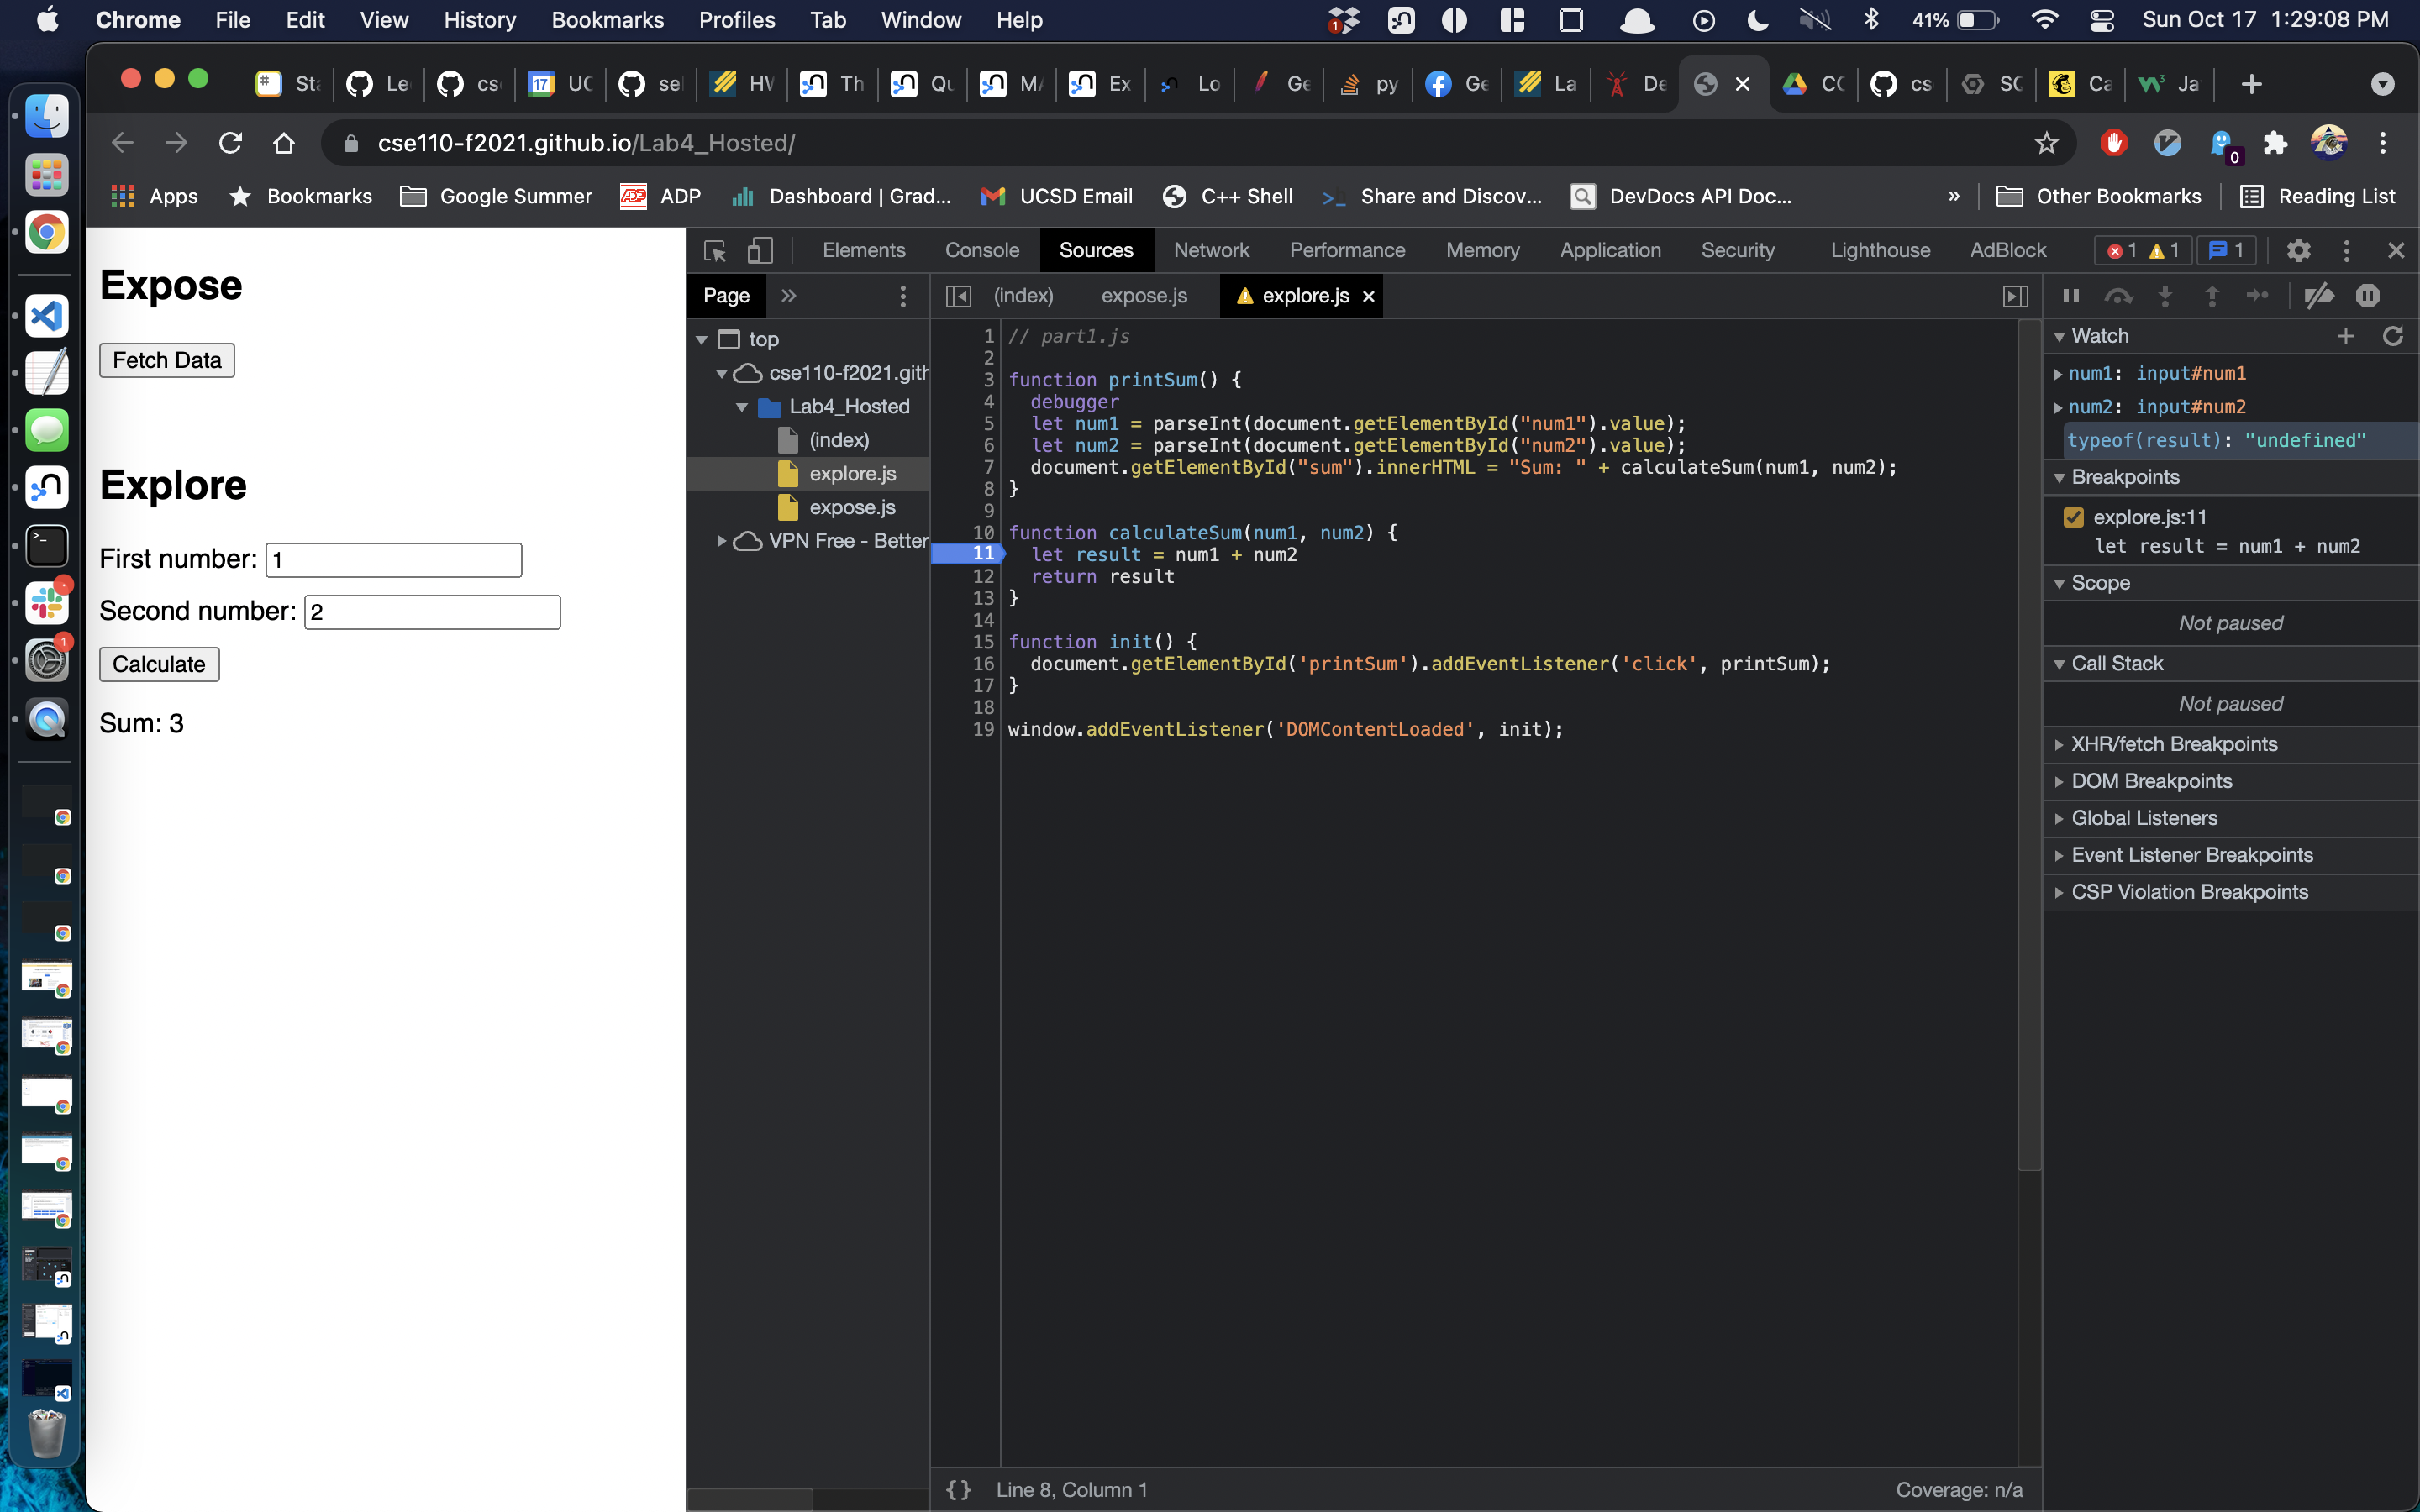 Chrome File Edit View History Bookmarks Profiles Tab Window Help 1 41% Sun Oct 17 1:29:08 PM
Sta Le cs 17 UC sel HW Th Qu MA Ex Lo Ge py Ge La De CC cs SC Ca Ja
cse110-f2021.github.io/Lab4_Hosted/ 0
Apps Bookmarks Google Summer ADP ADP Dashboard | Grad... UCSD Email C++ Shell Share and Discov... DevDocs API Doc... » Other Bookmarks Reading List
Elements Console Sources Network Performance Memory Application Security Lighthouse AdBlock 1 1 1
Page » (index) expose.js explore.js
Expose
Fetch Data
Explore
First number: 1
Second number: 2
Calculate
Sum: 3
top
cse110-f2021.gith
Lab4_Hosted
(index)
explore.js
expose.js
VPN Free - Better
1 // part1.js
2
3 function printSum() {
4 debugger
5 let num1 = parseInt(document.getElementById("num1").value);
6 let num2 = parseInt(document.getElementById("num2").value);
7 document.getElementById("sum").innerHTML = "Sum: " + calculateSum(num1, num2);
8 }
9
10 function calculateSum(num1, num2) {
11 let result = num1 + num2
12 return result
13 }
14
15 function init() {
16 document.getElementById('printSum').addEventListener('click', printSum);
17 }
18
19 window.addEventListener('DOMContentLoaded', init);
{} Line 8, Column 1 Coverage: n/a
Watch
num1: input#num1
num2: input#num2
typeof(result): "undefined"
Breakpoints
explore.js:11
let result = num1 + num2
Scope
Not paused
Call Stack
Not paused
XHR/fetch Breakpoints
DOM Breakpoints
Global Listeners
Event Listener Breakpoints
CSP Violation Breakpoints
1